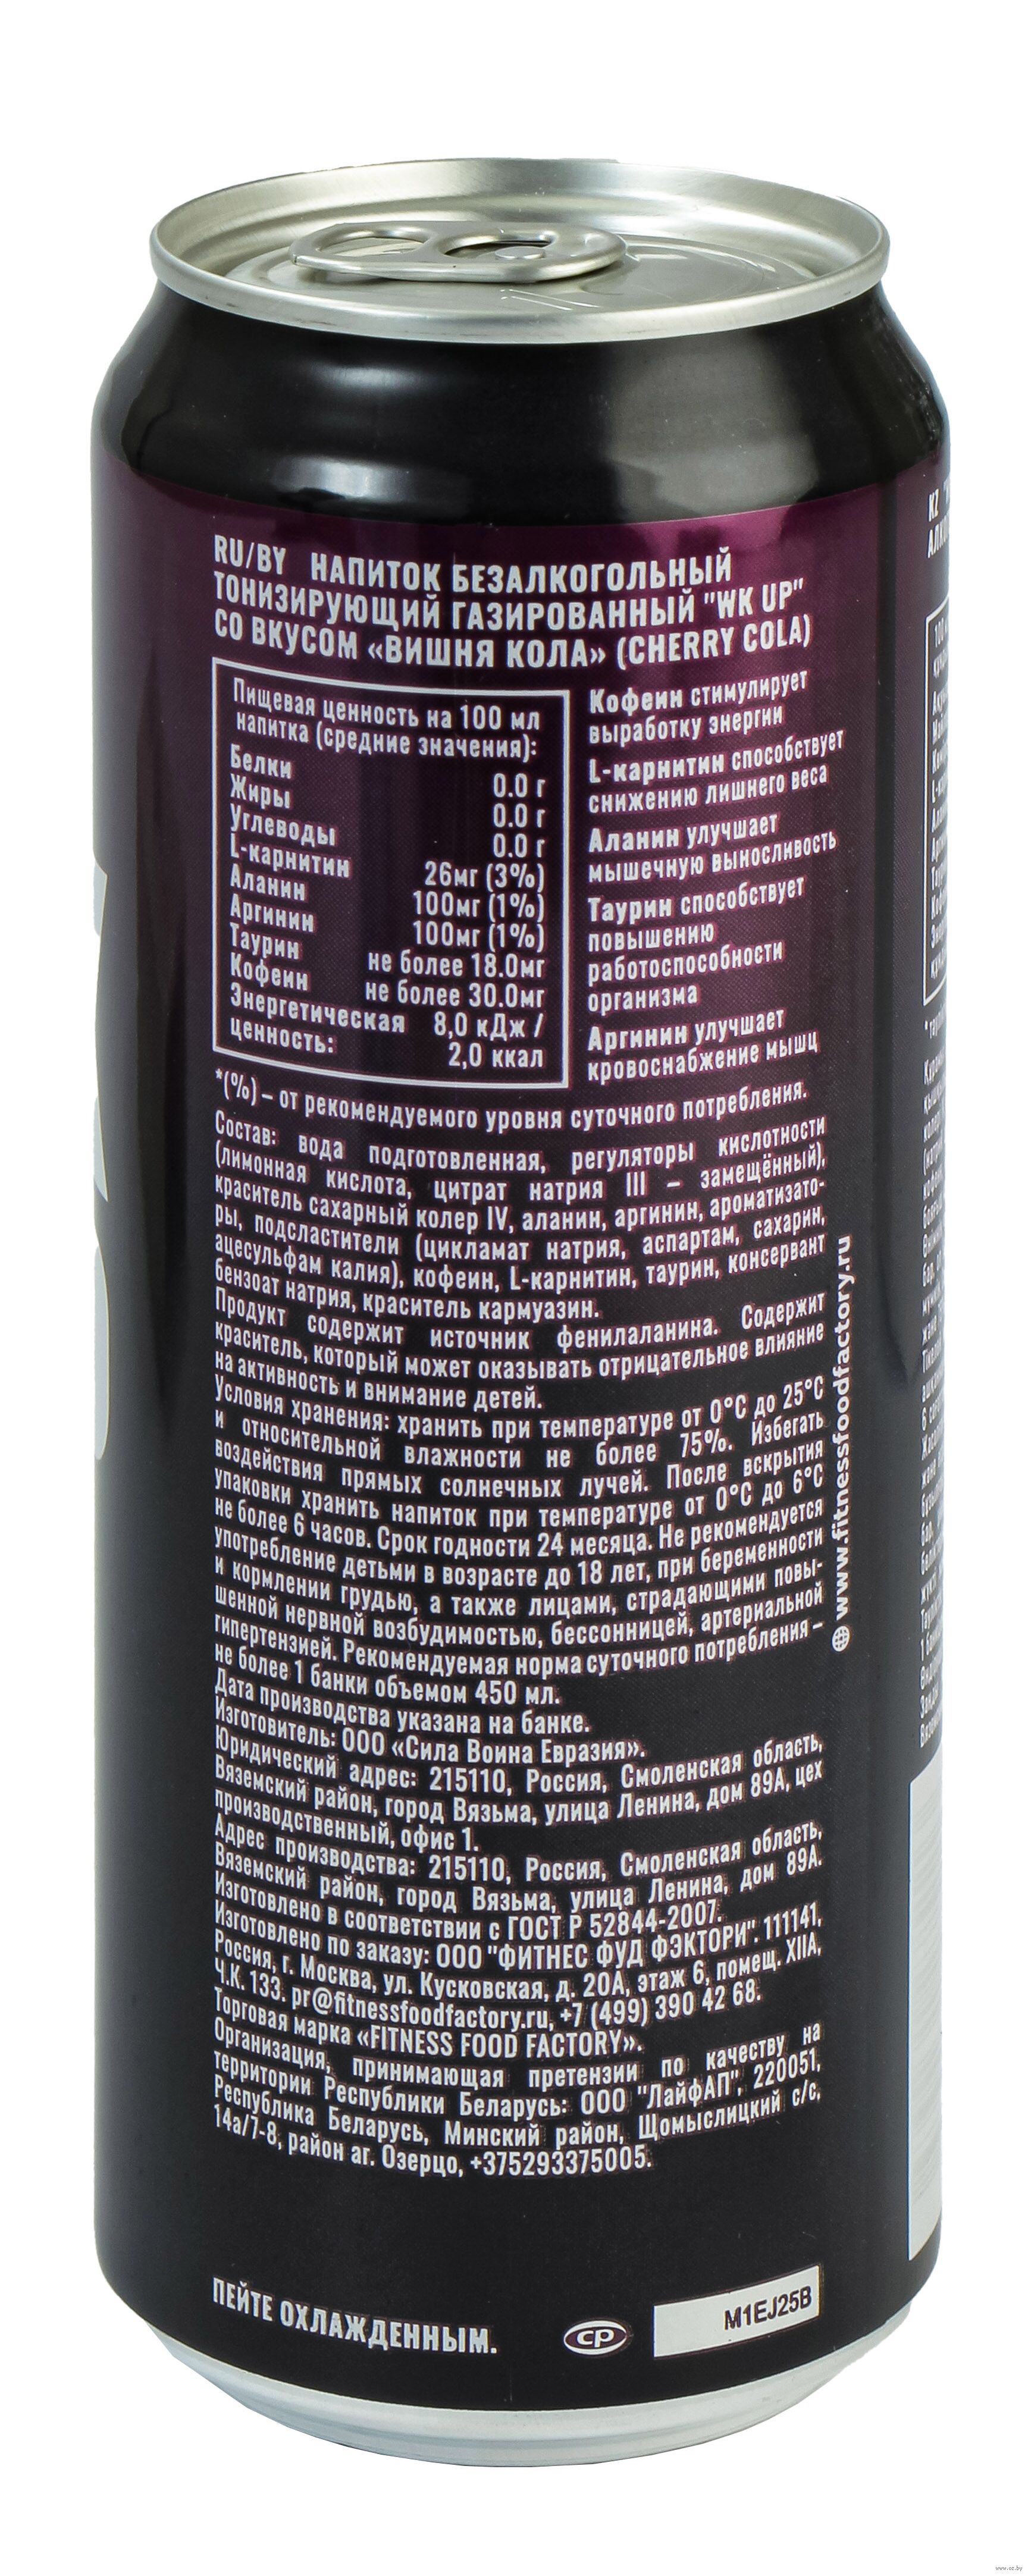 RU/BY НАПИТОК БЕЗАЛКОГОЛЬНЫЙ
ТОНИЗИРУЮЩИЙ ГАЗИРОВАННЫЙ "WK UP"
СО ВКУСОМ «ВИШНЯ КОЛА» (CHERRY COLA)
Пищевая ценность на 100 мл
напитка (средние значения):
Белки 0.0 г
Жиры 0.0 г
Углеводы 0.0 г
L-карнитин 26мг (3%)
Аланин 100мг (1%)
Аргинин 100мг (1%)
Таурин не более 18.0мг
Кофеин не более 30.0мг
Энергетическая 8,0 кДж /
ценность: 2,0 ккал
Кофеин стимулирует
выработку энергии
L-карнитин способствует
снижению лишнего веса
Аланин улучшает
мышечную выносливость
Таурин способствует
повышению
работоспособности
организма
Аргинин улучшает
кровоснабжение мышц
*(%) – от рекомендуемого уровня суточного потребления.
Состав: вода подготовленная, регуляторы кислотности
(лимонная кислота, цитрат натрия III – замещённый),
краситель сахарный колер IV, аланин, аргинин, ароматизато-
ры, подсластители (цикламат натрия, аспартам, сахарин,
ацесульфам калия), кофеин, L-карнитин, таурин, консервант
бензоат натрия, краситель кармуазин.
Продукт содержит источник фенилаланина. Содержит
краситель, который может оказывать отрицательное влияние
на активность и внимание детей.
Условия хранения: хранить при температуре от 0°C до 25°C
и относительной влажности не более 75%. Избегать
воздействия прямых солнечных лучей. После вскрытия
упаковки хранить напиток при температуре от 0°C до 6°C
не более 6 часов. Срок годности 24 месяца. Не рекомендуется
употребление детьми в возрасте до 18 лет, при беременности
и кормлении грудью, а также лицами, страдающими повы-
шенной нервной возбудимостью, бессонницей, артериальной
гипертензией. Рекомендуемая норма суточного потребления –
не более 1 банки объемом 450 мл.
Дата производства указана на банке.
Изготовитель: ООО «Сила Воина Евразия».
Юридический адрес: 215110, Россия, Смоленская область,
Вяземский район, город Вязьма, улица Ленина, дом 89А, цех
производственный, офис 1.
Адрес производства: 215110, Россия, Смоленская область,
Вяземский район, город Вязьма, улица Ленина, дом 89А.
Изготовлено в соответствии с ГОСТ Р 52844-2007.
Изготовлено по заказу: ООО "ФИТНЕС ФУД ФЭКТОРИ". 111141,
Россия, г. Москва, ул. Кусковская, д. 20А, этаж 6, помещ. XIIA,
Ч.К. 133. pr@fitnessfoodfactory.ru, +7 (499) 390 42 68.
Торговая марка «FITNESS FOOD FACTORY».
Организация, принимающая претензии по качеству на
территории Республики Беларусь: ООО "ЛайфАП", 220051,
Республика Беларусь, Минский район, Щомыслицкий с/с,
14а/7-8, район аг. Озерцо, +375293375005.
www.fitnessfoodfactory.ru
ПЕЙТЕ ОХЛАЖДЕННЫМ.
СР
M1EJ25B
KZ
www.oz.by